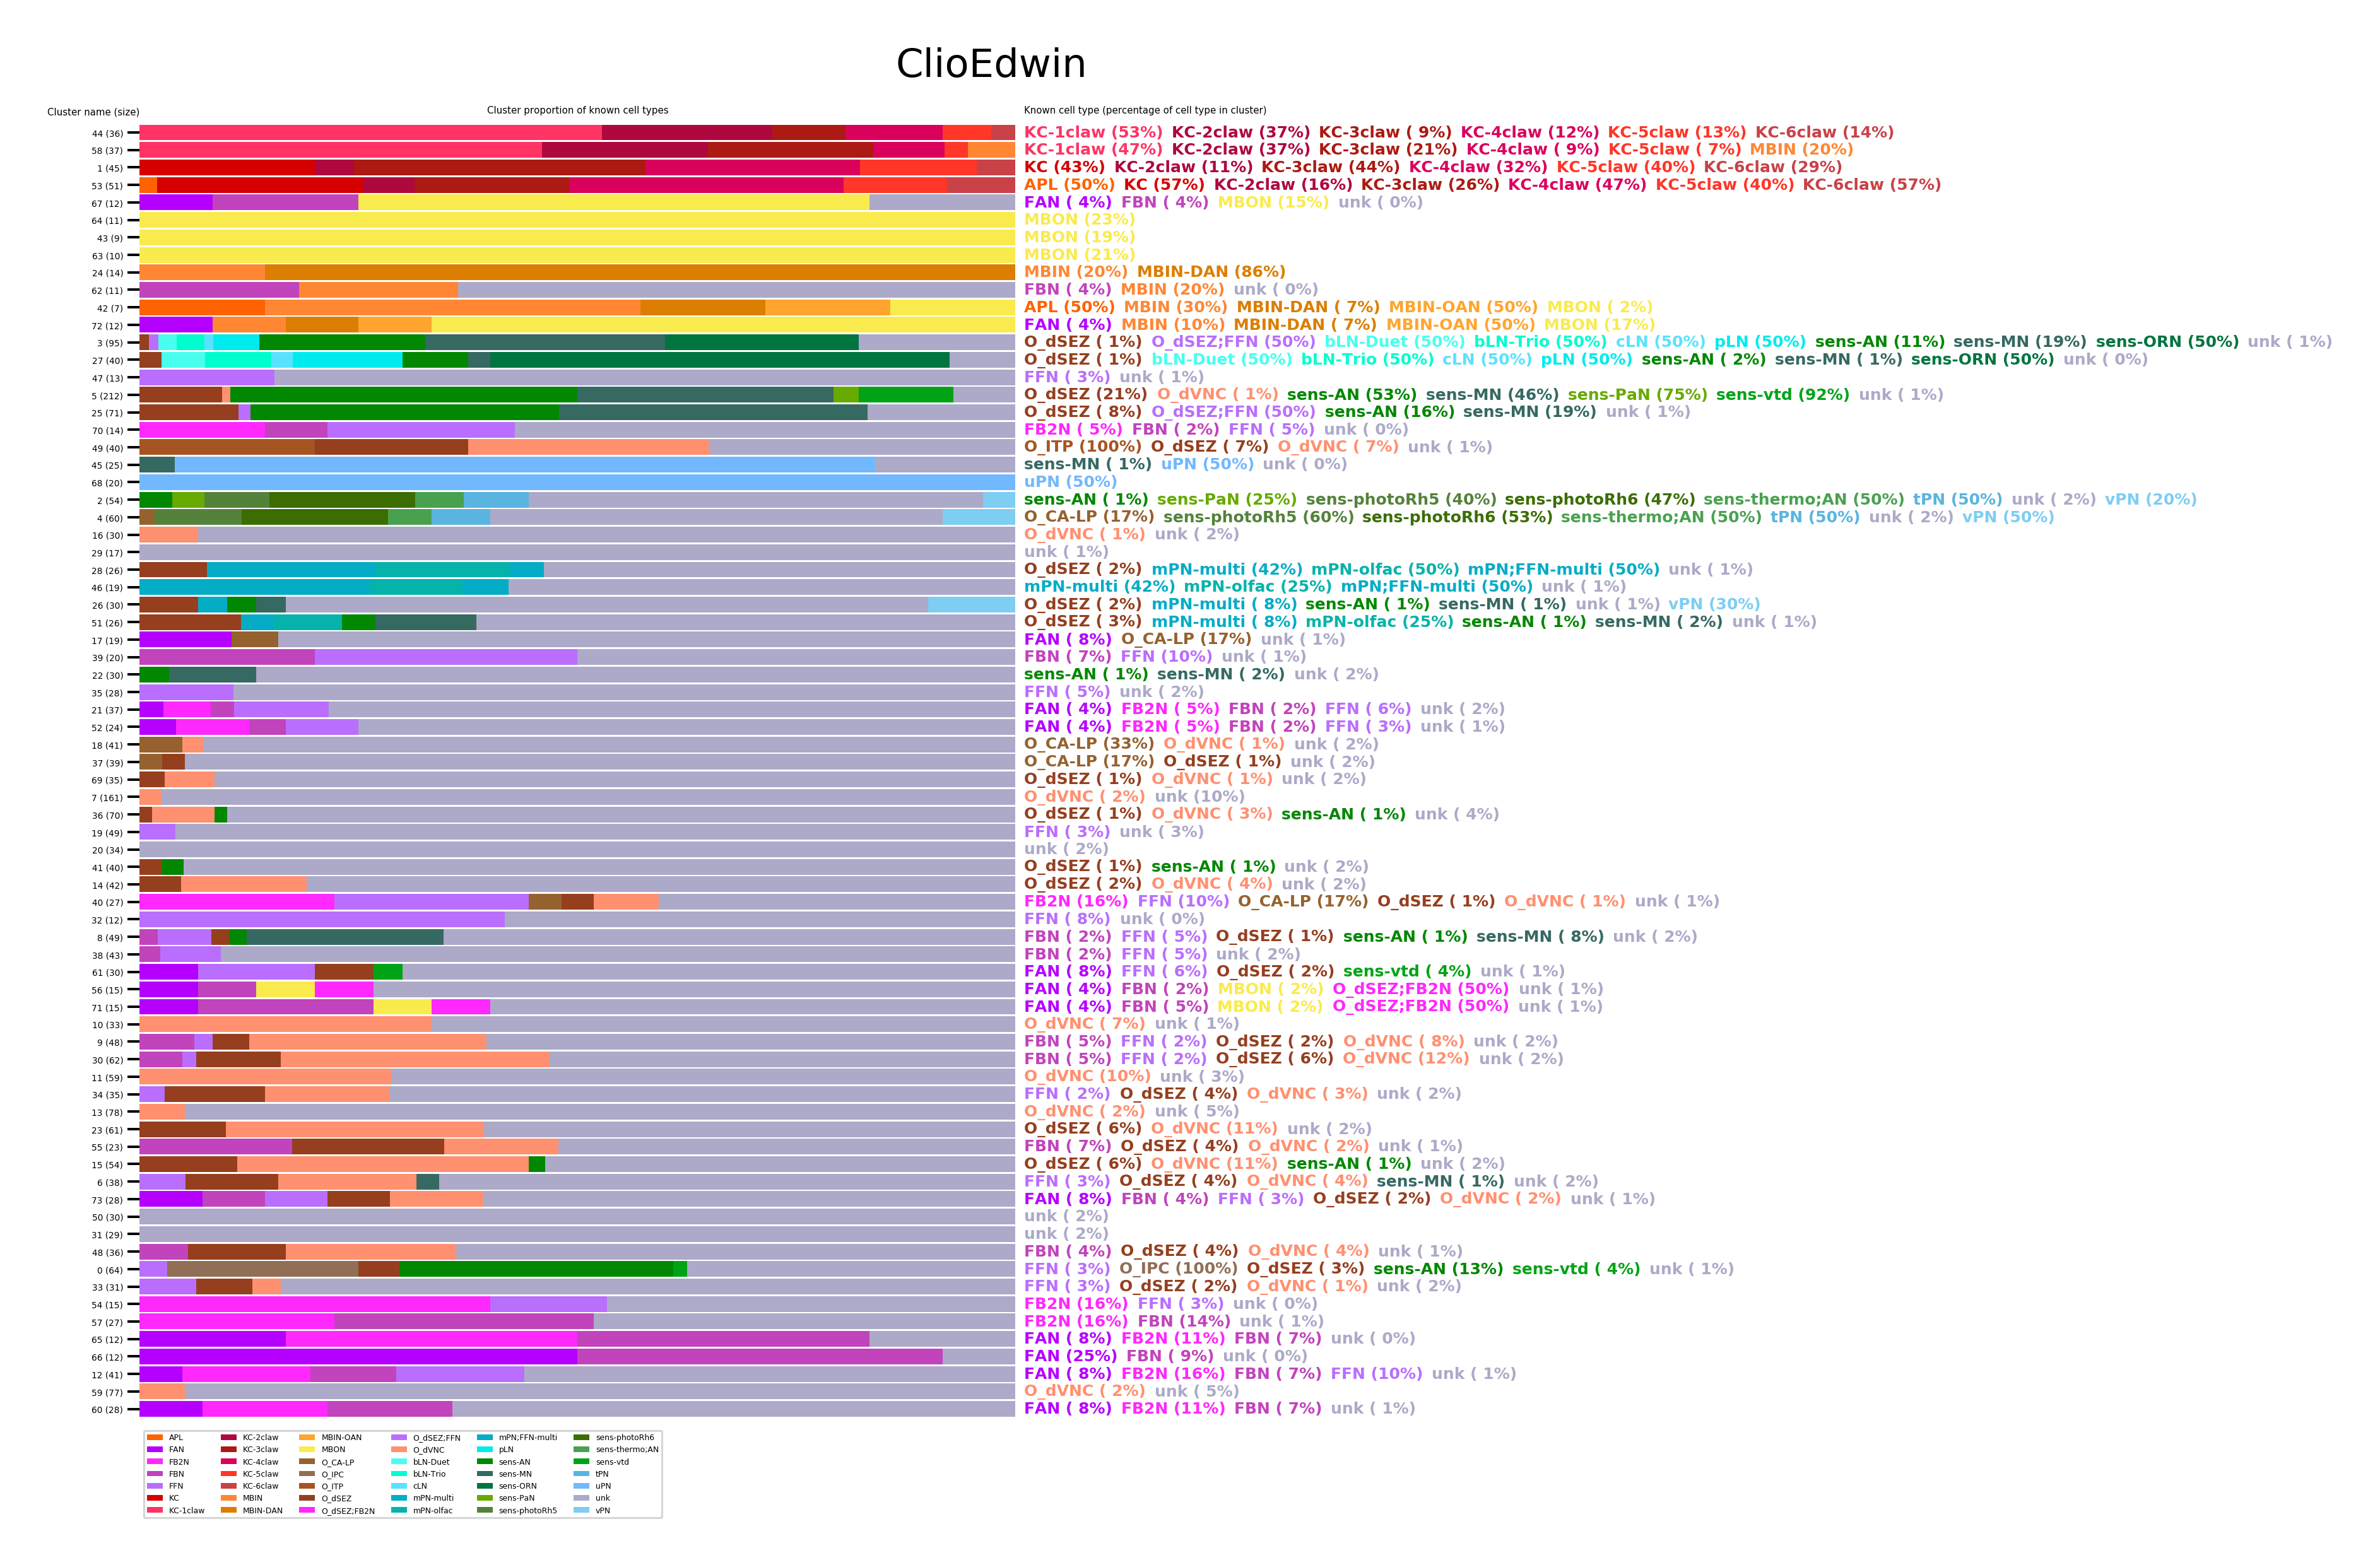 ClioEdwin
Cluster name (size) Cluster proportion of known cell types Known cell type (percentage of cell type in cluster)
44 (36) KC-1claw (53%) KC-2claw (37%) KC-3claw ( 9%) KC-4claw (12%) KC-5claw (13%) KC-6claw (14%)
58 (37) KC-1claw (47%) KC-2claw (37%) KC-3claw (21%) KC-4claw ( 9%) KC-5claw ( 7%) MBIN (20%)
1 (45) KC (43%) KC-2claw (11%) KC-3claw (44%) KC-4claw (32%) KC-5claw (40%) KC-6claw (29%)
53 (51) APL (50%) KC (57%) KC-2claw (16%) KC-3claw (26%) KC-4claw (47%) KC-5claw (40%) KC-6claw (57%)
67 (12) FAN ( 4%) FBN ( 4%) MBON (15%) unk ( 0%)
64 (11) MBON (23%)
43 (9) MBON (19%)
63 (10) MBON (21%)
24 (14) MBIN (20%) MBIN-DAN (86%)
62 (11) FBN ( 4%) MBIN (20%) unk ( 0%)
42 (7) APL (50%) MBIN (30%) MBIN-DAN ( 7%) MBIN-OAN (50%) MBON ( 2%)
72 (12) FAN ( 4%) MBIN (10%) MBIN-DAN ( 7%) MBIN-OAN (50%) MBON (17%)
3 (95) O_dSEZ ( 1%) O_dSEZ;FFN (50%) bLN-Duet (50%) bLN-Trio (50%) cLN (50%) pLN (50%) sens-AN (11%) sens-MN (19%) sens-ORN (50%) unk ( 1%)
27 (40) O_dSEZ ( 1%) bLN-Duet (50%) bLN-Trio (50%) cLN (50%) pLN (50%) sens-AN ( 2%) sens-MN ( 1%) sens-ORN (50%) unk ( 0%)
47 (13) FFN ( 3%) unk ( 1%)
5 (212) O_dSEZ (21%) O_dVNC ( 1%) sens-AN (53%) sens-MN (46%) sens-PaN (75%) sens-vtd (92%) unk ( 1%)
25 (71) O_dSEZ ( 8%) O_dSEZ;FFN (50%) sens-AN (16%) sens-MN (19%) unk ( 1%)
70 (14) FB2N ( 5%) FBN ( 2%) FFN ( 5%) unk ( 0%)
49 (40) O_ITP (100%) O_dSEZ ( 7%) O_dVNC ( 7%) unk ( 1%)
45 (25) sens-MN ( 1%) uPN (50%) unk ( 0%)
68 (20) uPN (50%)
2 (54) sens-AN ( 1%) sens-PaN (25%) sens-photoRh5 (40%) sens-photoRh6 (47%) sens-thermo;AN (50%) tPN (50%) unk ( 2%) vPN (20%)
4 (60) O_CA-LP (17%) sens-photoRh5 (60%) sens-photoRh6 (53%) sens-thermo;AN (50%) tPN (50%) unk ( 2%) vPN (50%)
16 (30) O_dVNC ( 1%) unk ( 2%)
29 (17) unk ( 1%)
28 (26) O_dSEZ ( 2%) mPN-multi (42%) mPN-olfac (50%) mPN;FFN-multi (50%) unk ( 1%)
46 (19) mPN-multi (42%) mPN-olfac (25%) mPN;FFN-multi (50%) unk ( 1%)
26 (30) O_dSEZ ( 2%) mPN-multi ( 8%) sens-AN ( 1%) sens-MN ( 1%) unk ( 1%) vPN (30%)
51 (26) O_dSEZ ( 3%) mPN-multi ( 8%) mPN-olfac (25%) sens-AN ( 1%) sens-MN ( 2%) unk ( 1%)
17 (19) FAN ( 8%) O_CA-LP (17%) unk ( 1%)
39 (20) FBN ( 7%) FFN (10%) unk ( 1%)
22 (30) sens-AN ( 1%) sens-MN ( 2%) unk ( 2%)
35 (28) FFN ( 5%) unk ( 2%)
21 (37) FAN ( 4%) FB2N ( 5%) FBN ( 2%) FFN ( 6%) unk ( 2%)
52 (24) FAN ( 4%) FB2N ( 5%) FBN ( 2%) FFN ( 3%) unk ( 1%)
18 (41) O_CA-LP (33%) O_dVNC ( 1%) unk ( 2%)
37 (39) O_CA-LP (17%) O_dSEZ ( 1%) unk ( 2%)
69 (35) O_dSEZ ( 1%) O_dVNC ( 1%) unk ( 2%)
7 (161) O_dVNC ( 2%) unk (10%)
36 (70) O_dSEZ ( 1%) O_dVNC ( 3%) sens-AN ( 1%) unk ( 4%)
19 (49) FFN ( 3%) unk ( 3%)
20 (34) unk ( 2%)
41 (40) O_dSEZ ( 1%) sens-AN ( 1%) unk ( 2%)
14 (42) O_dSEZ ( 2%) O_dVNC ( 4%) unk ( 2%)
40 (27) FB2N (16%) FFN (10%) O_CA-LP (17%) O_dSEZ ( 1%) O_dVNC ( 1%) unk ( 1%)
32 (12) FFN ( 8%) unk ( 0%)
8 (49) FBN ( 2%) FFN ( 5%) O_dSEZ ( 1%) sens-AN ( 1%) sens-MN ( 8%) unk ( 2%)
38 (43) FBN ( 2%) FFN ( 5%) unk ( 2%)
61 (30) FAN ( 8%) FFN ( 6%) O_dSEZ ( 2%) sens-vtd ( 4%) unk ( 1%)
56 (15) FAN ( 4%) FBN ( 2%) MBON ( 2%) O_dSEZ;FB2N (50%) unk ( 1%)
71 (15) FAN ( 4%) FBN ( 5%) MBON ( 2%) O_dSEZ;FB2N (50%) unk ( 1%)
10 (33) O_dVNC ( 7%) unk ( 1%)
9 (48) FBN ( 5%) FFN ( 2%) O_dSEZ ( 2%) O_dVNC ( 8%) unk ( 2%)
30 (62) FBN ( 5%) FFN ( 2%) O_dSEZ ( 6%) O_dVNC (12%) unk ( 2%)
11 (59) O_dVNC (10%) unk ( 3%)
34 (35) FFN ( 2%) O_dSEZ ( 4%) O_dVNC ( 3%) unk ( 2%)
13 (78) O_dVNC ( 2%) unk ( 5%)
23 (61) O_dSEZ ( 6%) O_dVNC (11%) unk ( 2%)
55 (23) FBN ( 7%) O_dSEZ ( 4%) O_dVNC ( 2%) unk ( 1%)
15 (54) O_dSEZ ( 6%) O_dVNC (11%) sens-AN ( 1%) unk ( 2%)
6 (38) FFN ( 3%) O_dSEZ ( 4%) O_dVNC ( 4%) sens-MN ( 1%) unk ( 2%)
73 (28) FAN ( 8%) FBN ( 4%) FFN ( 3%) O_dSEZ ( 2%) O_dVNC ( 2%) unk ( 1%)
50 (30) unk ( 2%)
31 (29) unk ( 2%)
48 (36) FBN ( 4%) O_dSEZ ( 4%) O_dVNC ( 4%) unk ( 1%)
0 (64) FFN ( 3%) O_IPC (100%) O_dSEZ ( 3%) sens-AN (13%) sens-vtd ( 4%) unk ( 1%)
33 (31) FFN ( 3%) O_dSEZ ( 2%) O_dVNC ( 1%) unk ( 2%)
54 (15) FB2N (16%) FFN ( 3%) unk ( 0%)
57 (27) FB2N (16%) FBN (14%) unk ( 1%)
65 (12) FAN ( 8%) FB2N (11%) FBN ( 7%) unk ( 0%)
66 (12) FAN (25%) FBN ( 9%) unk ( 0%)
12 (41) FAN ( 8%) FB2N (16%) FBN ( 7%) FFN (10%) unk ( 1%)
59 (77) O_dVNC ( 2%) unk ( 5%)
60 (28) FAN ( 8%) FB2N (11%) FBN ( 7%) unk ( 1%)
APL KC-2claw MBIN-OAN O_dSEZ;FFN mPN;FFN-multi sens-photoRh6
FAN KC-3claw MBON O_dVNC pLN sens-thermo;AN
FB2N KC-4claw O_CA-LP bLN-Duet sens-AN sens-vtd
FBN KC-5claw O_IPC bLN-Trio sens-MN tPN
FFN KC-6claw O_ITP cLN sens-ORN uPN
KC MBIN O_dSEZ mPN-multi sens-PaN unk
KC-1claw MBIN-DAN O_dSEZ;FB2N mPN-olfac sens-photoRh5 vPN